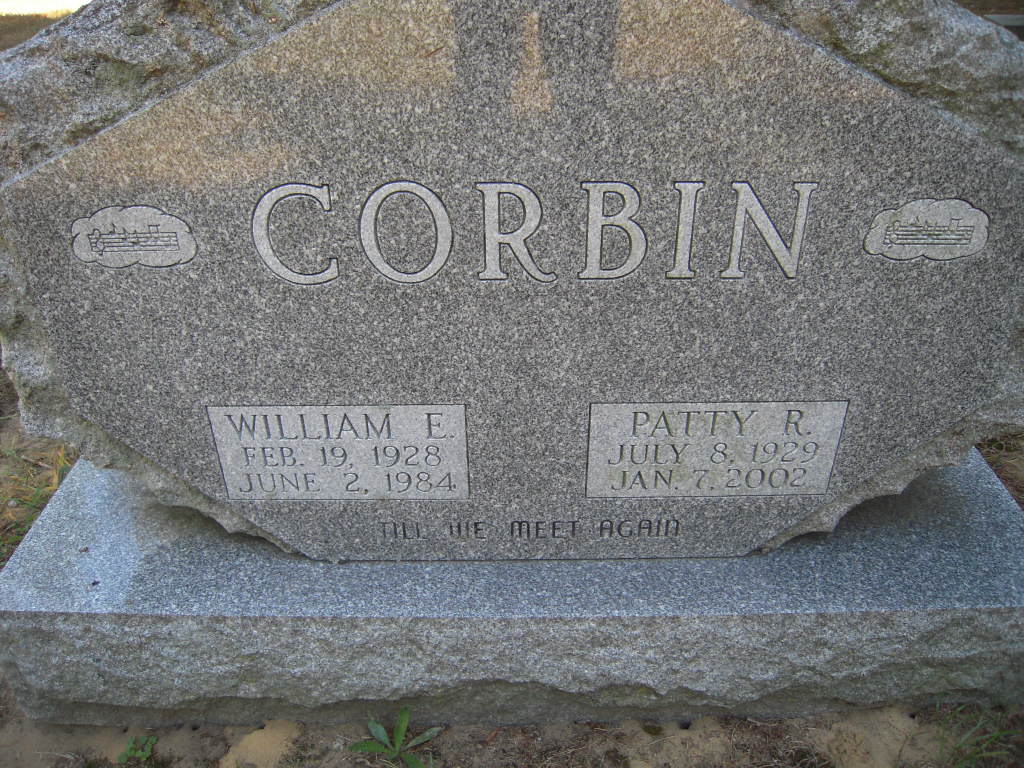 CORBIN
WILLIAM E.
FEB. 19, 1928
JUNE 2, 1984
PATTY R.
JULY 8, 1929
JAN. 7, 2002
TILL WE MEET AGAIN